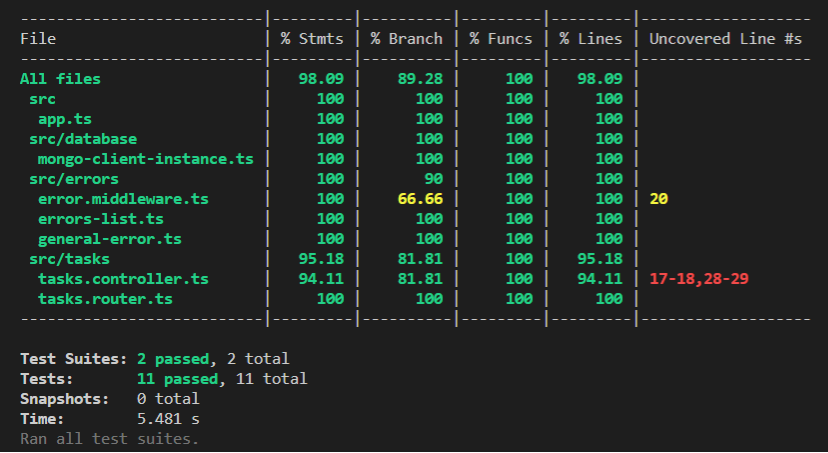 --------------------------|---------|----------|---------|---------|-------------------
File                      | % Stmts | % Branch | % Funcs | % Lines | Uncovered Line #s
--------------------------|---------|----------|---------|---------|-------------------
All files                 |   98.09 |    89.28 |     100 |   98.09 |
 src                      |     100 |      100 |     100 |     100 |
  app.ts                  |     100 |      100 |     100 |     100 |
 src/database             |     100 |      100 |     100 |     100 |
  mongo-client-instance.ts |     100 |      100 |     100 |     100 |
 src/errors               |     100 |       90 |     100 |     100 |
  error.middleware.ts     |     100 |    66.66 |     100 |     100 | 20
  errors-list.ts          |     100 |      100 |     100 |     100 |
  general-error.ts        |     100 |      100 |     100 |     100 |
 src/tasks                |   95.18 |    81.81 |     100 |   95.18 |
  tasks.controller.ts     |   94.11 |    81.81 |     100 |   94.11 | 17-18,28-29
  tasks.router.ts         |     100 |      100 |     100 |     100 |
--------------------------|---------|----------|---------|---------|-------------------
Test Suites: 2 passed, 2 total
Tests:       11 passed, 11 total
Snapshots:   0 total
Time:        5.481 s
Ran all test suites.